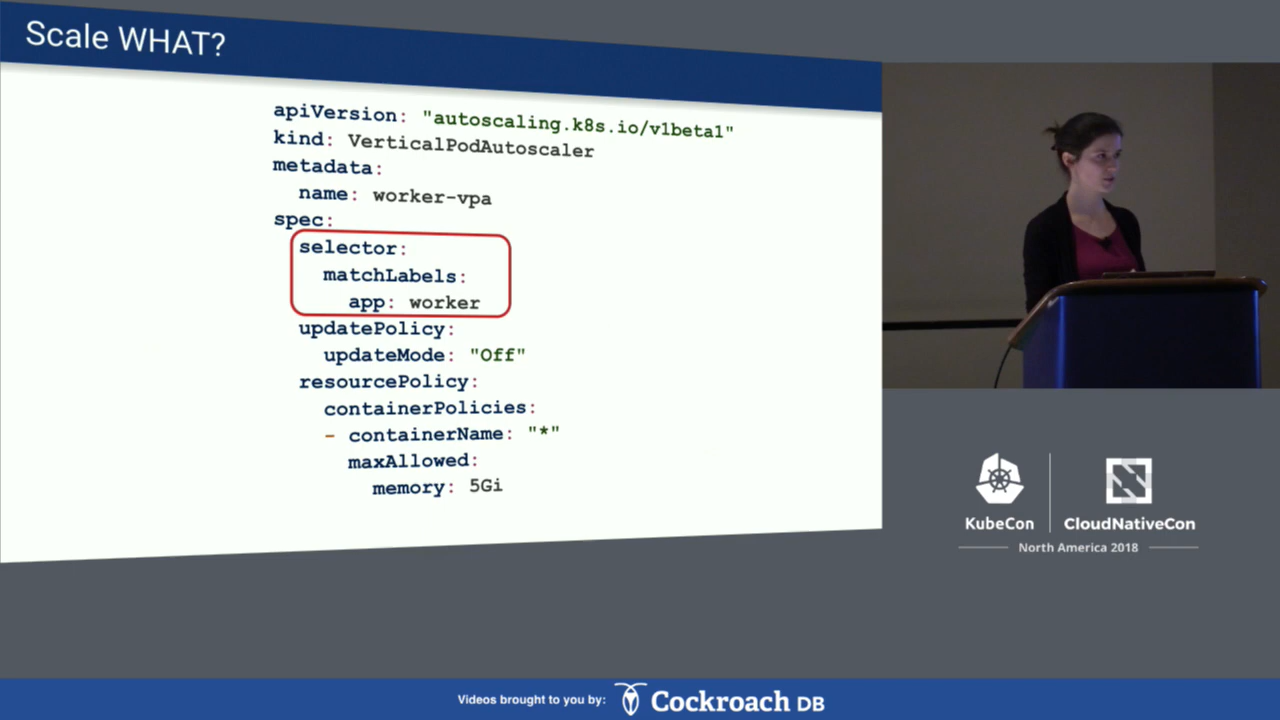 Scale WHAT?
apiVersion: "autoscaling.k8s.io/v1beta1"
kind: VerticalPodAutoscaler
metadata:
  name: worker-vpa
spec:
  selector:
    matchLabels:
      app: worker
  updatePolicy:
    updateMode: "Off"
  resourcePolicy:
    containerPolicies:
    - containerName: "*"
      maxAllowed:
        memory: 5Gi
KubeCon
CloudNativeCon
North America 2018
Videos brought to you by:
Cockroach DB